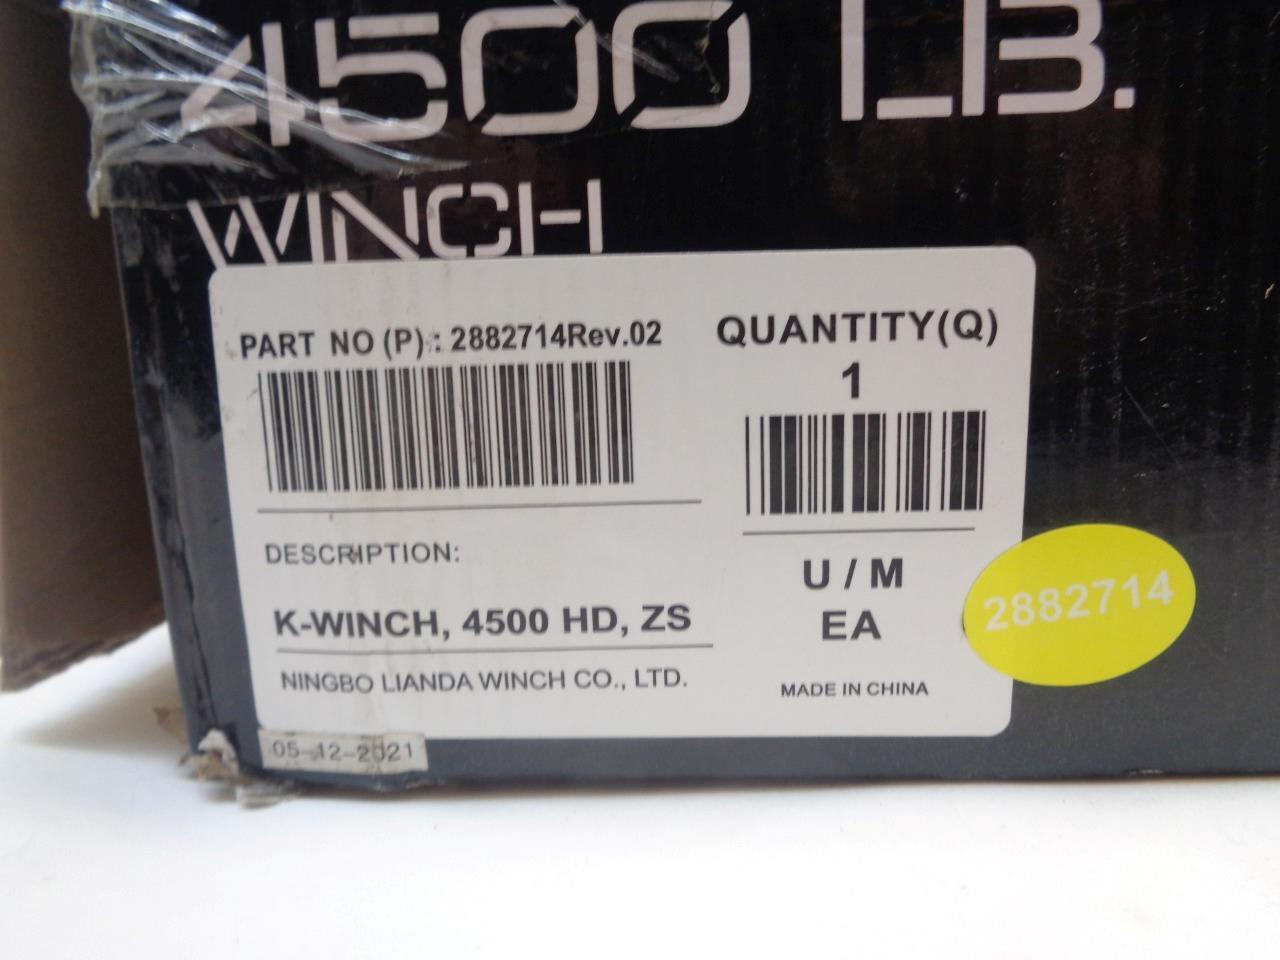 4500 LB.
WINCH
PART NO (P) : 2882714Rev.02
QUANTITY(Q)
1
DESCRIPTION:
K-WINCH, 4500 HD, ZS
NINGBO LIANDA WINCH CO., LTD.
U / M
EA
MADE IN CHINA
2882714
05-12-2021